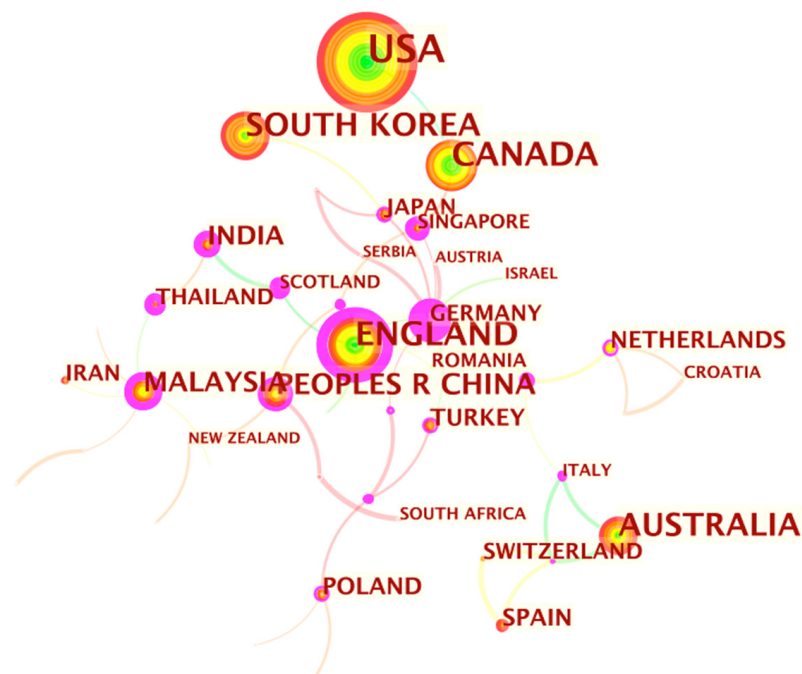 USA
SOUTH KOREA
CANADA
JAPAN
SINGAPORE
INDIA
SERBIA
AUSTRIA
ISRAEL
SCOTLAND
THAILAND
GERMANY
ENGLAND
NETHERLANDS
ROMANIA
IRAN
CROATIA
MALAYSIA
PEOPLES R CHINA
TURKEY
NEW ZEALAND
ITALY
SOUTH AFRICA
AUSTRALIA
SWITZERLAND
POLAND
SPAIN